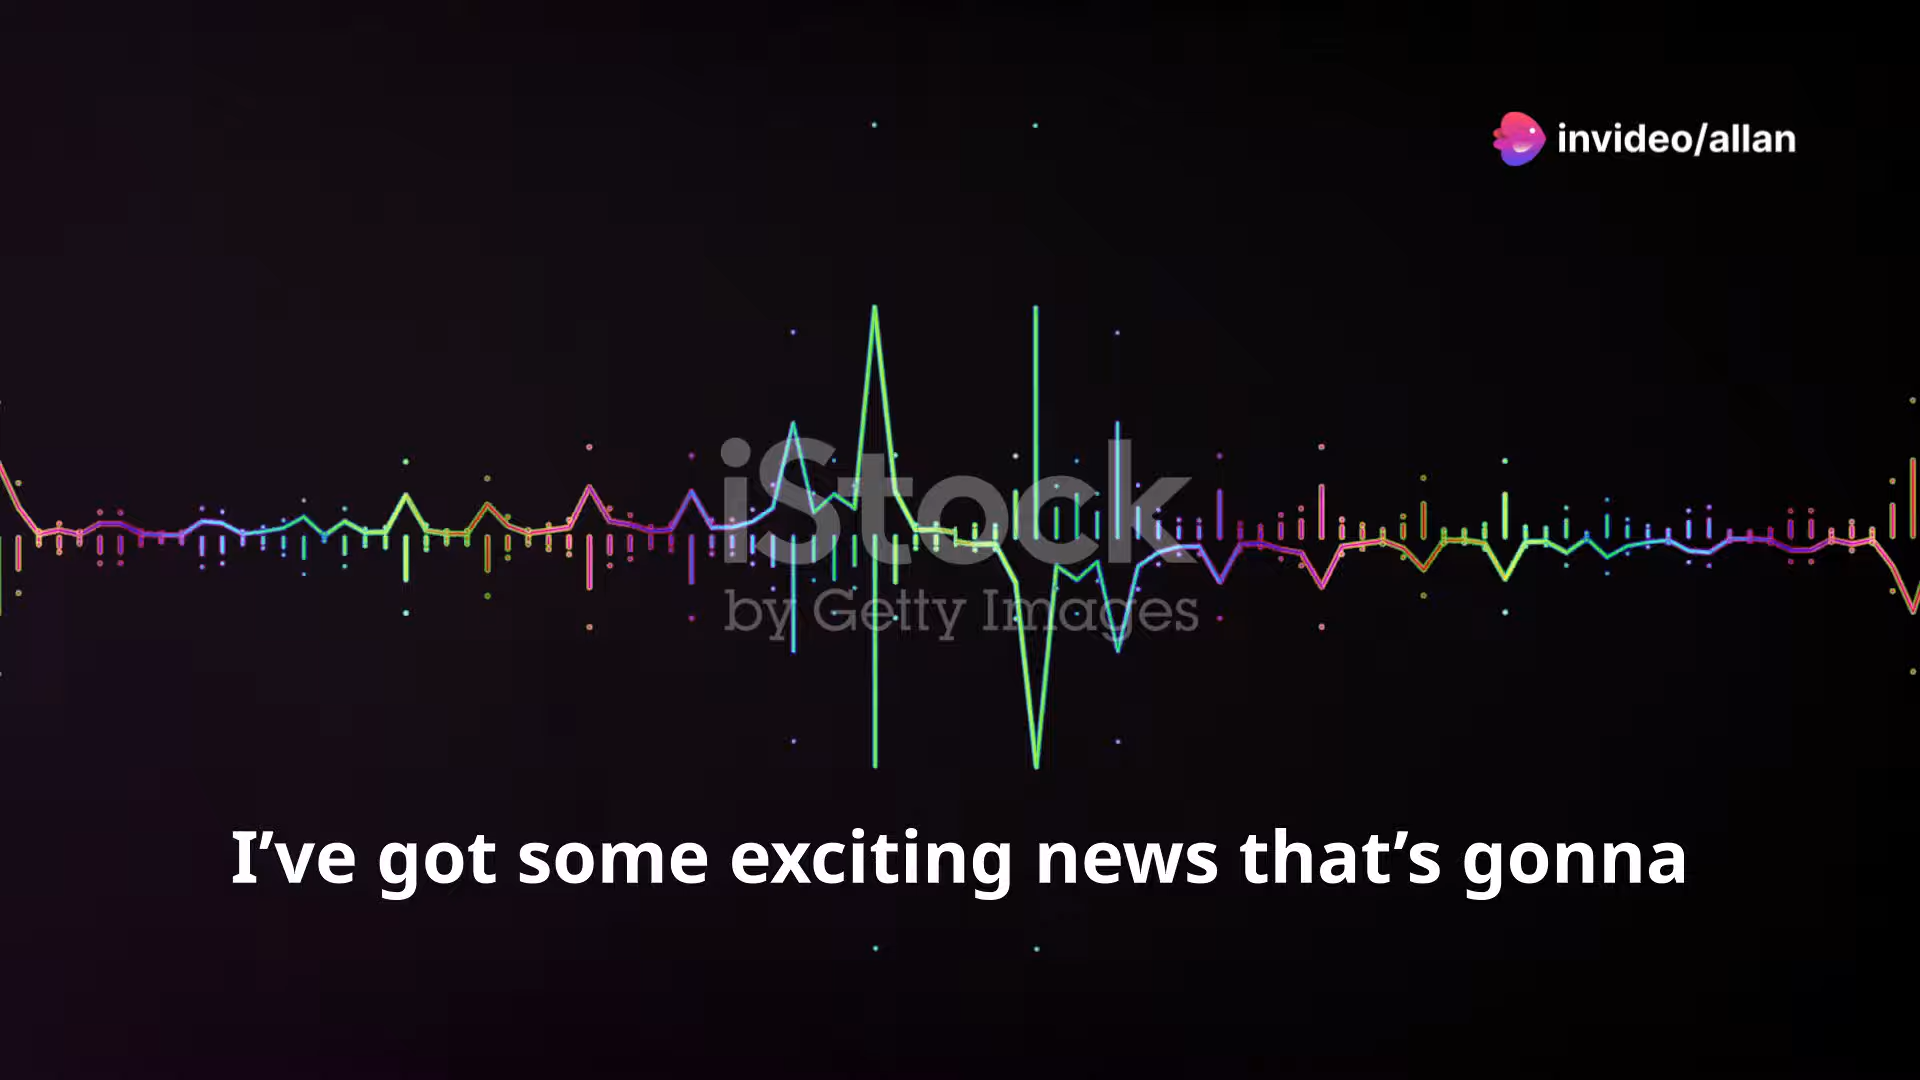 invideo/allan
iStock
by Getty Images
I’ve got some exciting news that’s gonna